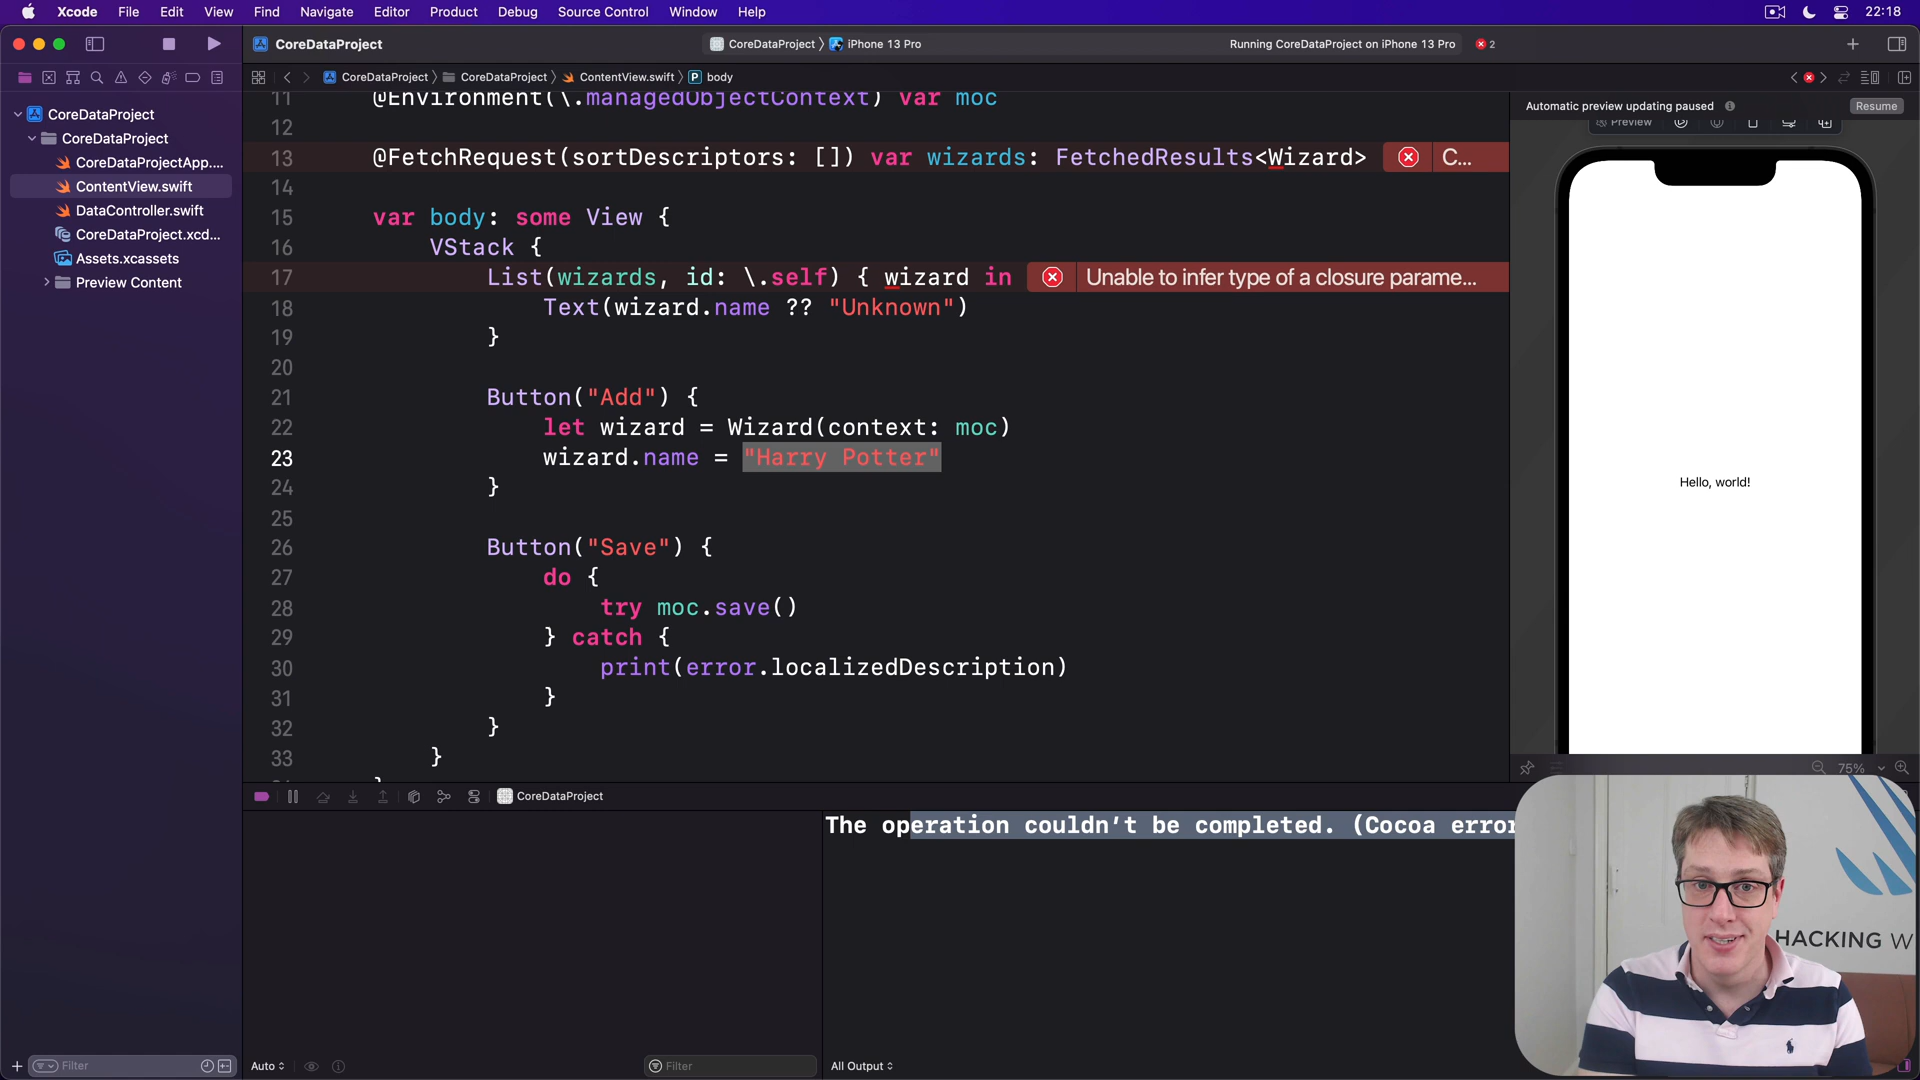 Xcode File Edit View Find Navigate Editor Product Debug Source Control Window Help 22:18
CoreDataProject
CoreDataProject iPhone 13 Pro
Running CoreDataProject on iPhone 13 Pro
2
CoreDataProject CoreDataProject ContentView.swift body
CoreDataProject
CoreDataProject
CoreDataProjectApp....
ContentView.swift
DataController.swift
CoreDataProject.xcd...
Assets.xcassets
Preview Content
11 @Environment(\.managedObjectContext) var moc
12
13 @FetchRequest(sortDescriptors: []) var wizards: FetchedResults<Wizard> C...
14
15 var body: some View {
16 VStack {
17 List(wizards, id: \.self) { wizard in Unable to infer type of a closure parame...
18 Text(wizard.name ?? "Unknown")
19 }
20
21 Button("Add") {
22 let wizard = Wizard(context: moc)
23 wizard.name = "Harry Potter"
24 }
25
26 Button("Save") {
27 do {
28 try moc.save()
29 } catch {
30 print(error.localizedDescription)
31 }
32 }
33 }
Automatic preview updating paused
Resume
Preview
Hello, world!
75%
CoreDataProject
The operation couldn't be completed. (Cocoa error
HACKING W
Filter
Auto
Filter
All Output